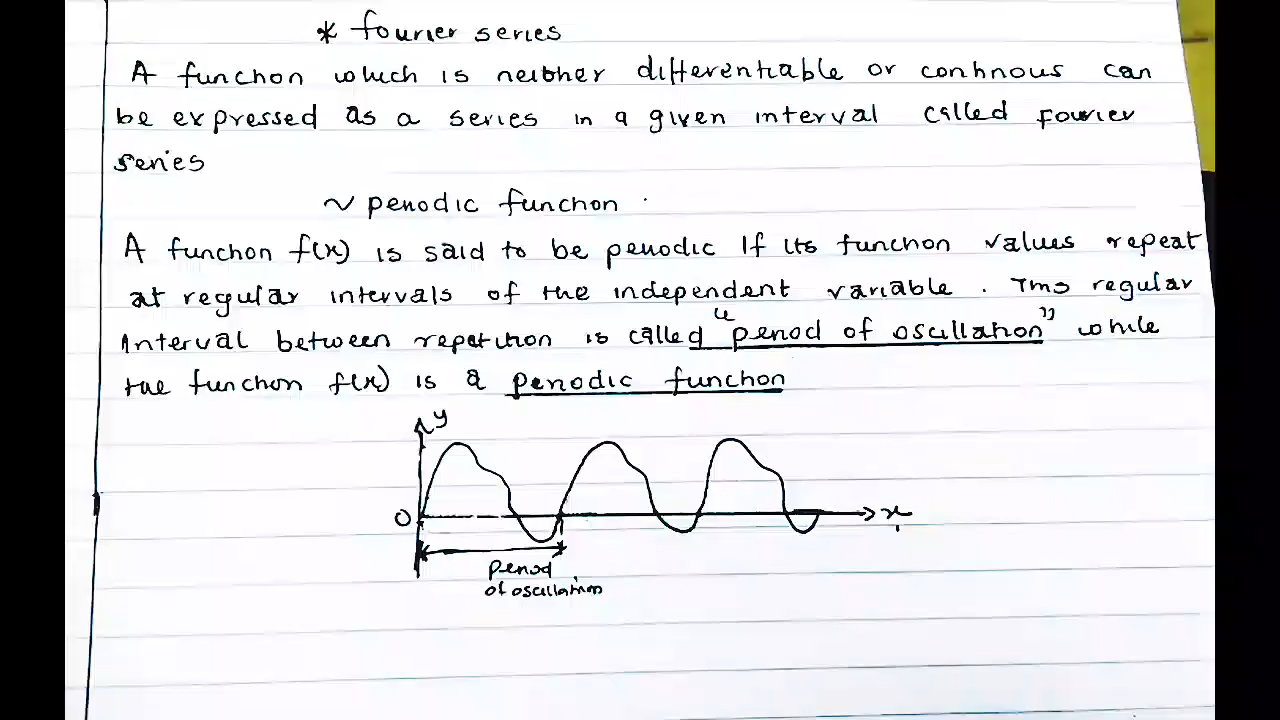 * fourier series
A function which is neither differentiable or continous can
be expressed as a series in a given interval called fourier
series
~ periodic function
A function f(x) is said to be periodic if its function values repeat
at regular intervals of the independent variable. This regular
interval between repetition is called "period of oscillation" while
the function f(x) is a periodic function
y
0
x
period
of oscillation